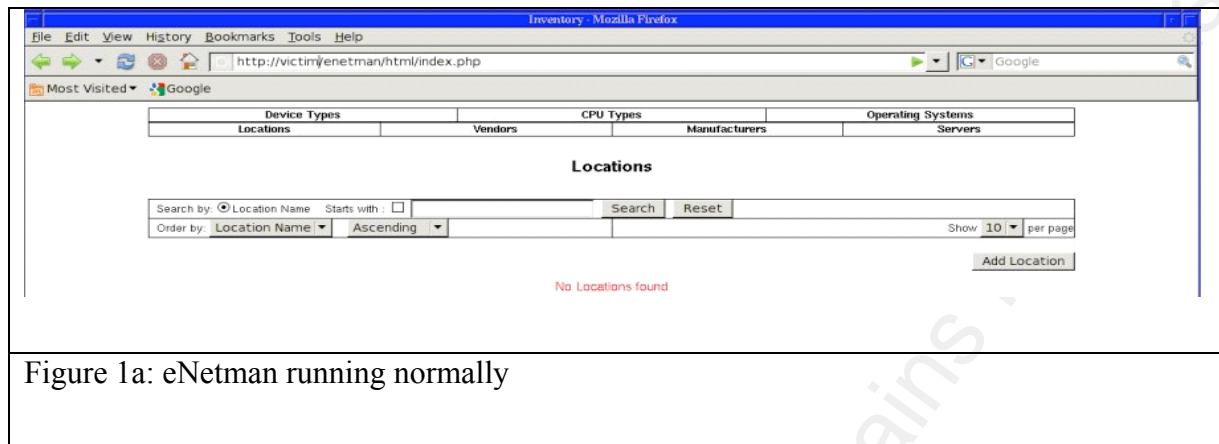 Inventory - Mozilla Firefox
File Edit View History Bookmarks Tools Help
http://victim/enetman/html/index.php
Google
Most Visited Google
Device Types CPU Types Operating Systems
Locations Vendors Manufacturers Servers
Locations
Search by: Location Name Starts with : Search Reset
Order by: Location Name Ascending Show 10 per page
Add Location
No Locations found
Figure 1a: eNetman running normally